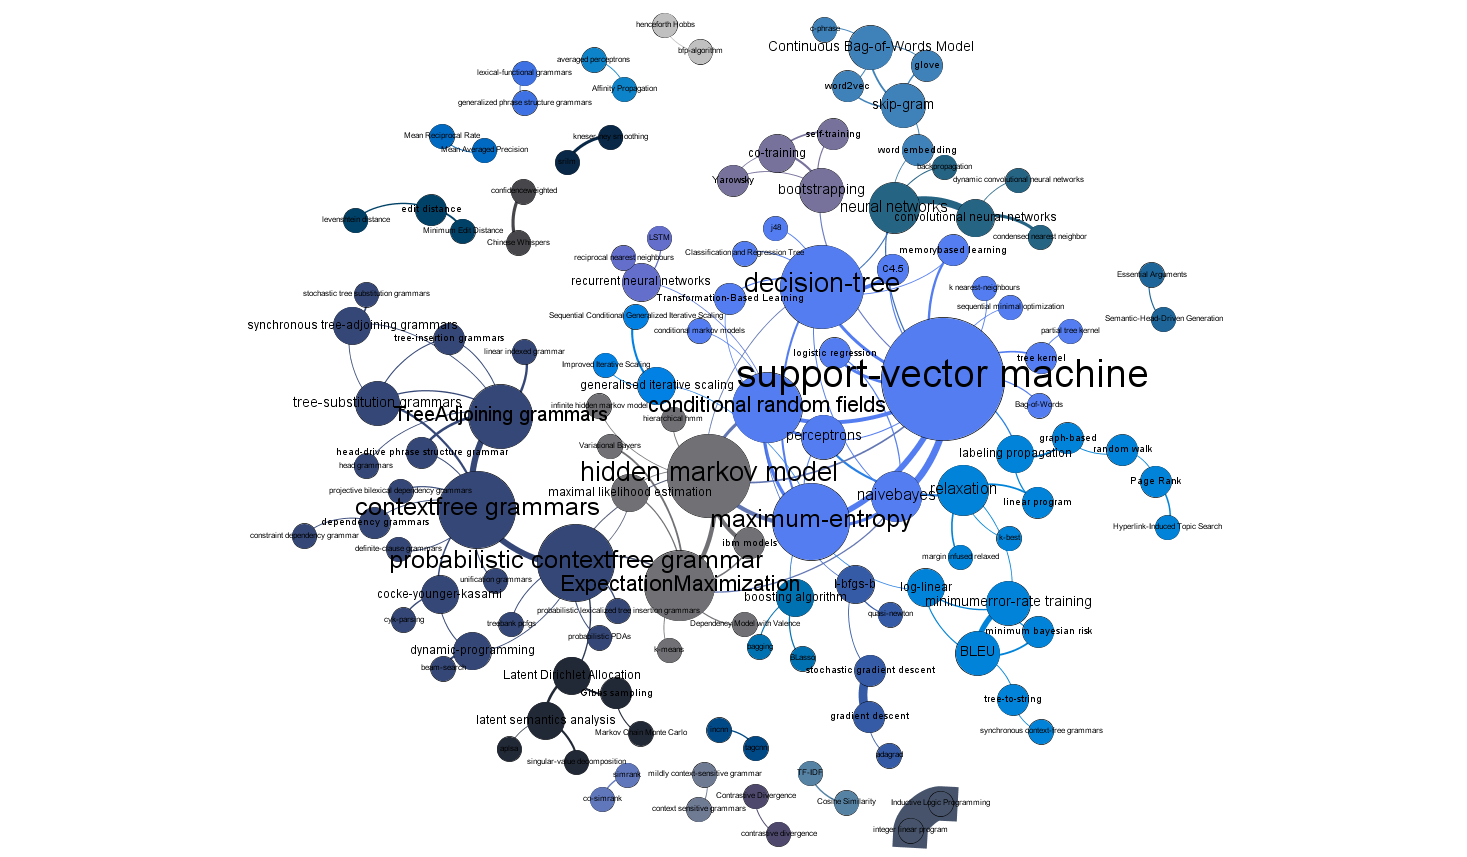 henceforth Hobbs
c-phrase
Continuous Bag-of-Words Model
bfp-algorithm
averaged perceptrons
glove
lexical-functional grammars
word2vec
Affinity Propagation
generalized phrase structure grammars
skip-gram
Mean Reciprocal Rate
kneser-ney smoothing
self-training
Mean Averaged Precision
co-training
word embedding
backpropagation
Yarowsky
dynamic convolutional neural networks
confidenceweighted
bootstrapping
edit distance
neural networks
levenshtein distance
convolutional neural networks
Minimum Edit Distance
j48
LSTM
condensed nearest neighbor
Chinese Whispers
memorybased learning
Classification and Regression Tree
reciprocal nearest neighbours
C4.5
Essential Arguments
recurrent neural networks
decision-tree
k nearest-neighbours
stochastic tree substitution grammars
Transformation-Based Learning
sequential minimal optimization
Sequential Conditional Generalized Iterative Scaling
Semantic-Head-Driven Generation
synchronous tree-adjoining grammars
conditional markov models
partial tree kernel
tree-insertion grammars
linear indexed grammar
logistic regression
tree kernel
Improved Iterative Scaling
support-vector machine
generalised iterative scaling
tree-substitution grammars
infinite hidden markov model
conditional random fields
Bag-of-Words
TreeAdjoining grammars
hierarchical hmm
perceptrons
graph-based
Variational Bayers
random walk
head-drive phrase structure grammar
labeling propagation
head grammars
hidden markov model
Page Rank
projective bilexical dependency grammars
maximal likelihood estimation
naivebayes
relaxation
contextfree grammars
linear program
dependency grammars
maximum-entropy
Hyperlink-Induced Topic Search
constraint dependency grammar
k-best
ibm models
definite-clause grammars
probabilistic contextfree grammar
margin infused relaxed
unification grammars
ExpectationMaximization
l-bfgs-b
log-linear
cocke-younger-kasami
boosting algorithm
minimumerror-rate training
probabilistic lexicalized tree insertion grammars
quasi-newton
cyk-parsing
treebank pcfgs
Dependency Model with Valence
minimum bayesian risk
probabilistic PDAs
dynamic-programming
k-means
bagging
BLasso
BLEU
beam-search
Latent Dirichlet Allocation
stochastic gradient descent
Gibbs sampling
tree-to-string
latent semantics analysis
gradient descent
Markov Chain Monte Carlo
synchronous context-free grammars
singular-value decomposition
adagrad
simrank
mildly context-sensitive grammar
TF-IDF
co-simrank
Contrastive Divergence
context sensitive grammars
Cosine Similarity
Inductive Logic Programming
contrastive divergence
integer linear program